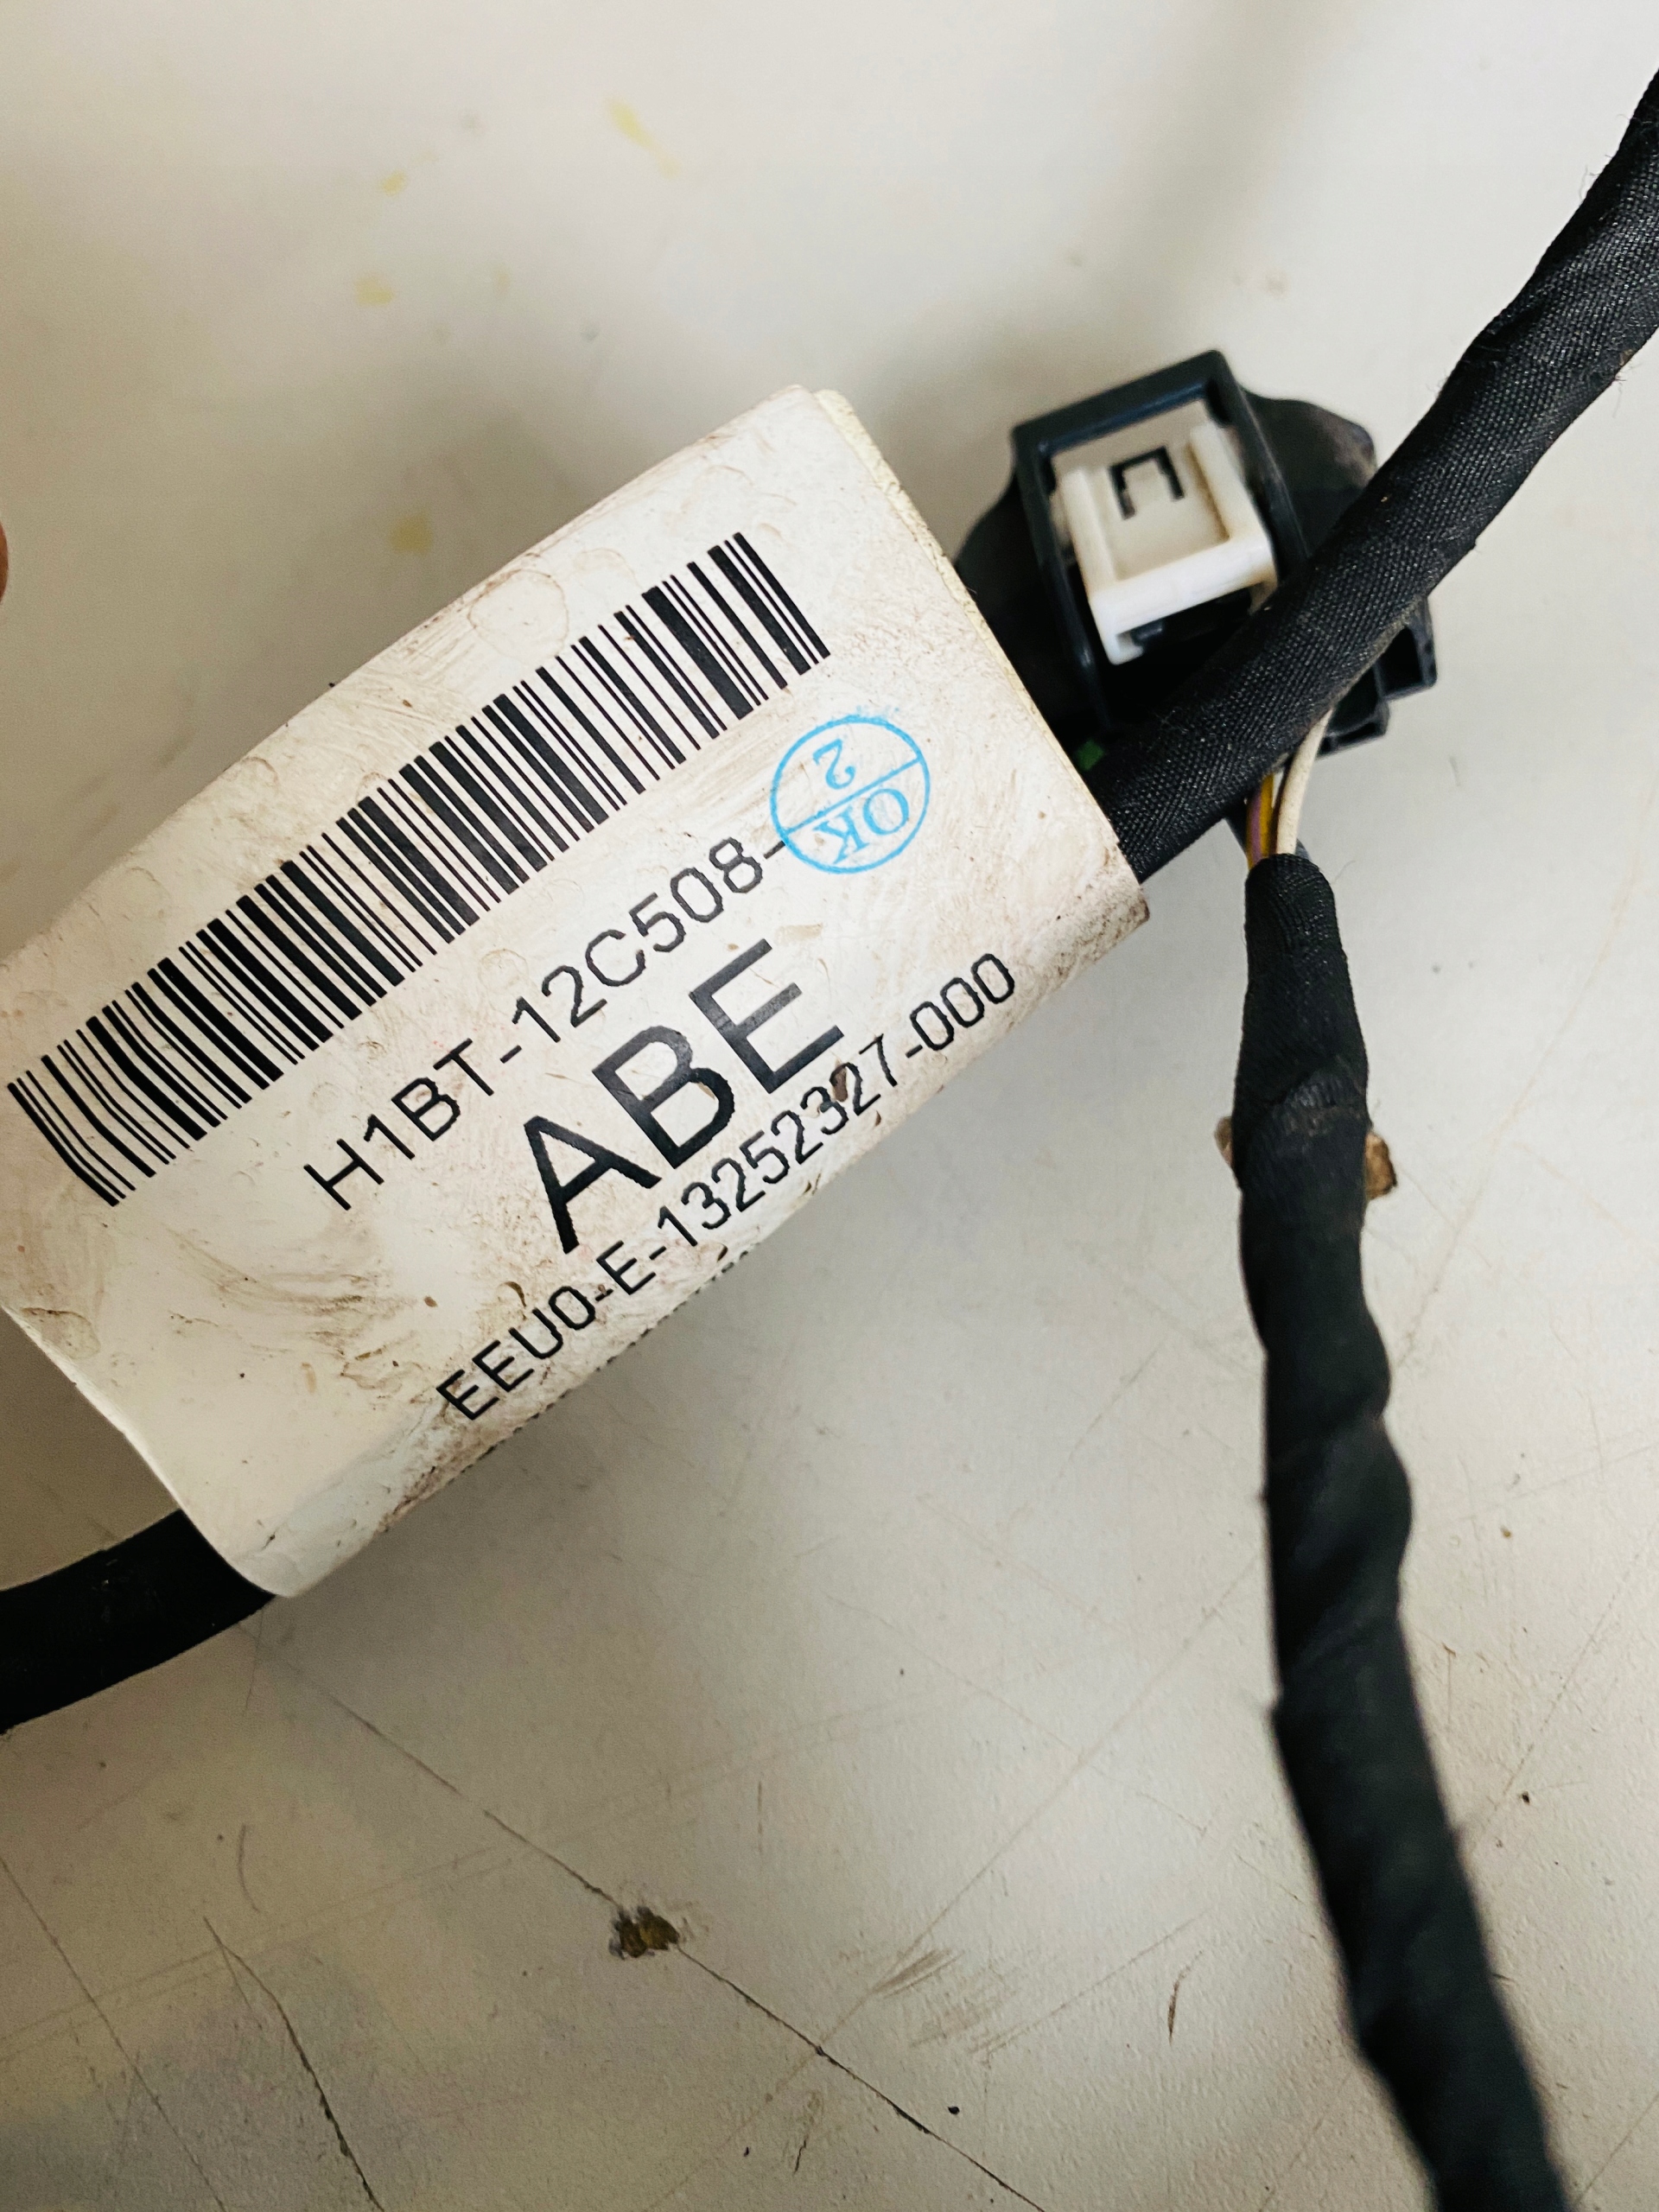 H1BT-12C508-
ABE
EEU0-E-13252327-000
2
OK